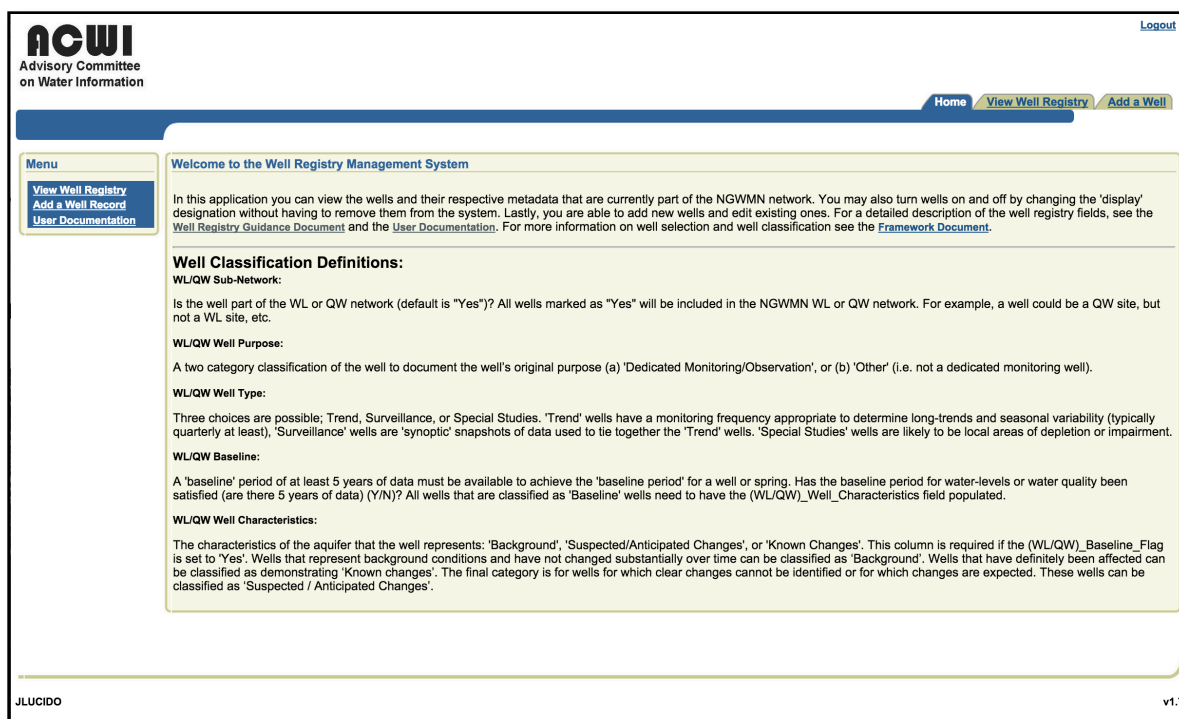 Logout
ACWI
Advisory Committee
on Water Information
Home View Well Registry Add a Well
Menu
View Well Registry
Add a Well Record
User Documentation
Welcome to the Well Registry Management System
In this application you can view the wells and their respective metadata that are currently part of the NGWMN network. You may also turn wells on and off by changing the 'display'
designation without having to remove them from the system. Lastly, you are able to add new wells and edit existing ones. For a detailed description of the well registry fields, see the
Well Registry Guidance Document and the User Documentation. For more information on well selection and well classification see the Framework Document.
Well Classification Definitions:
WL/QW Sub-Network:
Is the well part of the WL or QW network (default is "Yes")? All wells marked as "Yes" will be included in the NGWMN WL or QW network. For example, a well could be a QW site, but
not a WL site, etc.
WL/QW Well Purpose:
A two category classification of the well to document the well's original purpose (a) 'Dedicated Monitoring/Observation', or (b) 'Other' (i.e. not a dedicated monitoring well).
WL/QW Well Type:
Three choices are possible; Trend, Surveillance, or Special Studies. 'Trend' wells have a monitoring frequency appropriate to determine long-trends and seasonal variability (typically
quarterly at least), 'Surveillance' wells are 'synoptic' snapshots of data used to tie together the 'Trend' wells. 'Special Studies' wells are likely to be local areas of depletion or impairment.
WL/QW Baseline:
A 'baseline' period of at least 5 years of data must be available to achieve the 'baseline period' for a well or spring. Has the baseline period for water-levels or water quality been
satisfied (are there 5 years of data) (Y/N)? All wells that are classified as 'Baseline' wells need to have the (WL/QW)_Well_Characteristics field populated.
WL/QW Well Characteristics:
The characteristics of the aquifer that the well represents: 'Background', 'Suspected/Anticipated Changes', or 'Known Changes'. This column is required if the (WL/QW)_Baseline_Flag
is set to 'Yes'. Wells that represent background conditions and have not changed substantially over time can be classified as 'Background'. Wells that have definitely been affected can
be classified as demonstrating 'Known changes'. The final category is for wells for which clear changes cannot be identified or for which changes are expected. These wells can be
classified as 'Suspected / Anticipated Changes'.
JLUCIDO